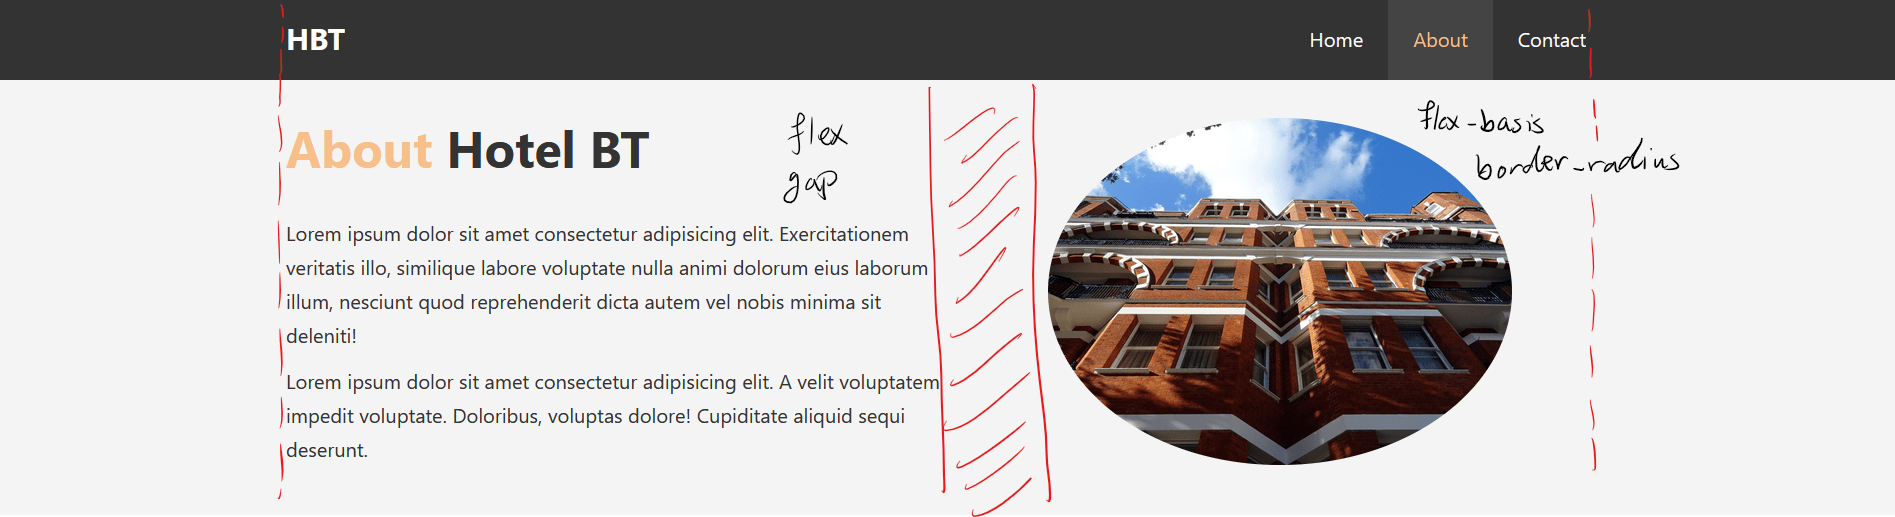 HBT
Home About Contact
About Hotel BT
flex
gap
flex-basis
border-radius
Lorem ipsum dolor sit amet consectetur adipisicing elit. Exercitationem
veritatis illo, similique labore voluptate nulla animi dolorum eius laborum
illum, nesciunt quod reprehenderit dicta autem vel nobis minima sit
deleniti!
Lorem ipsum dolor sit amet consectetur adipisicing elit. A velit voluptatem
impedit voluptate. Doloribus, voluptas dolore! Cupiditate aliquid sequi
deserunt.